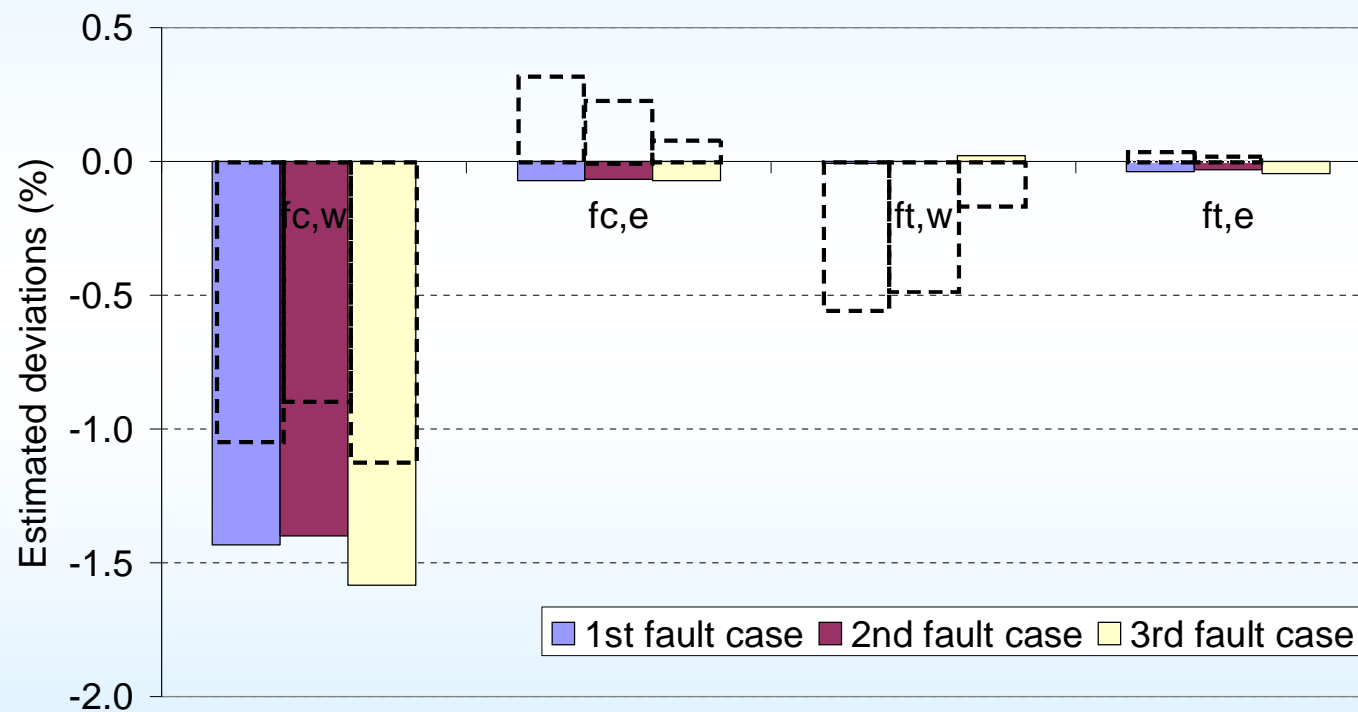 0.5
0.0
-0.5
-1.0
-1.5
-2.0
Estimated deviations (%)
fc,w
fc,e
ft,w
ft,e
1st fault case
2nd fault case
3rd fault case